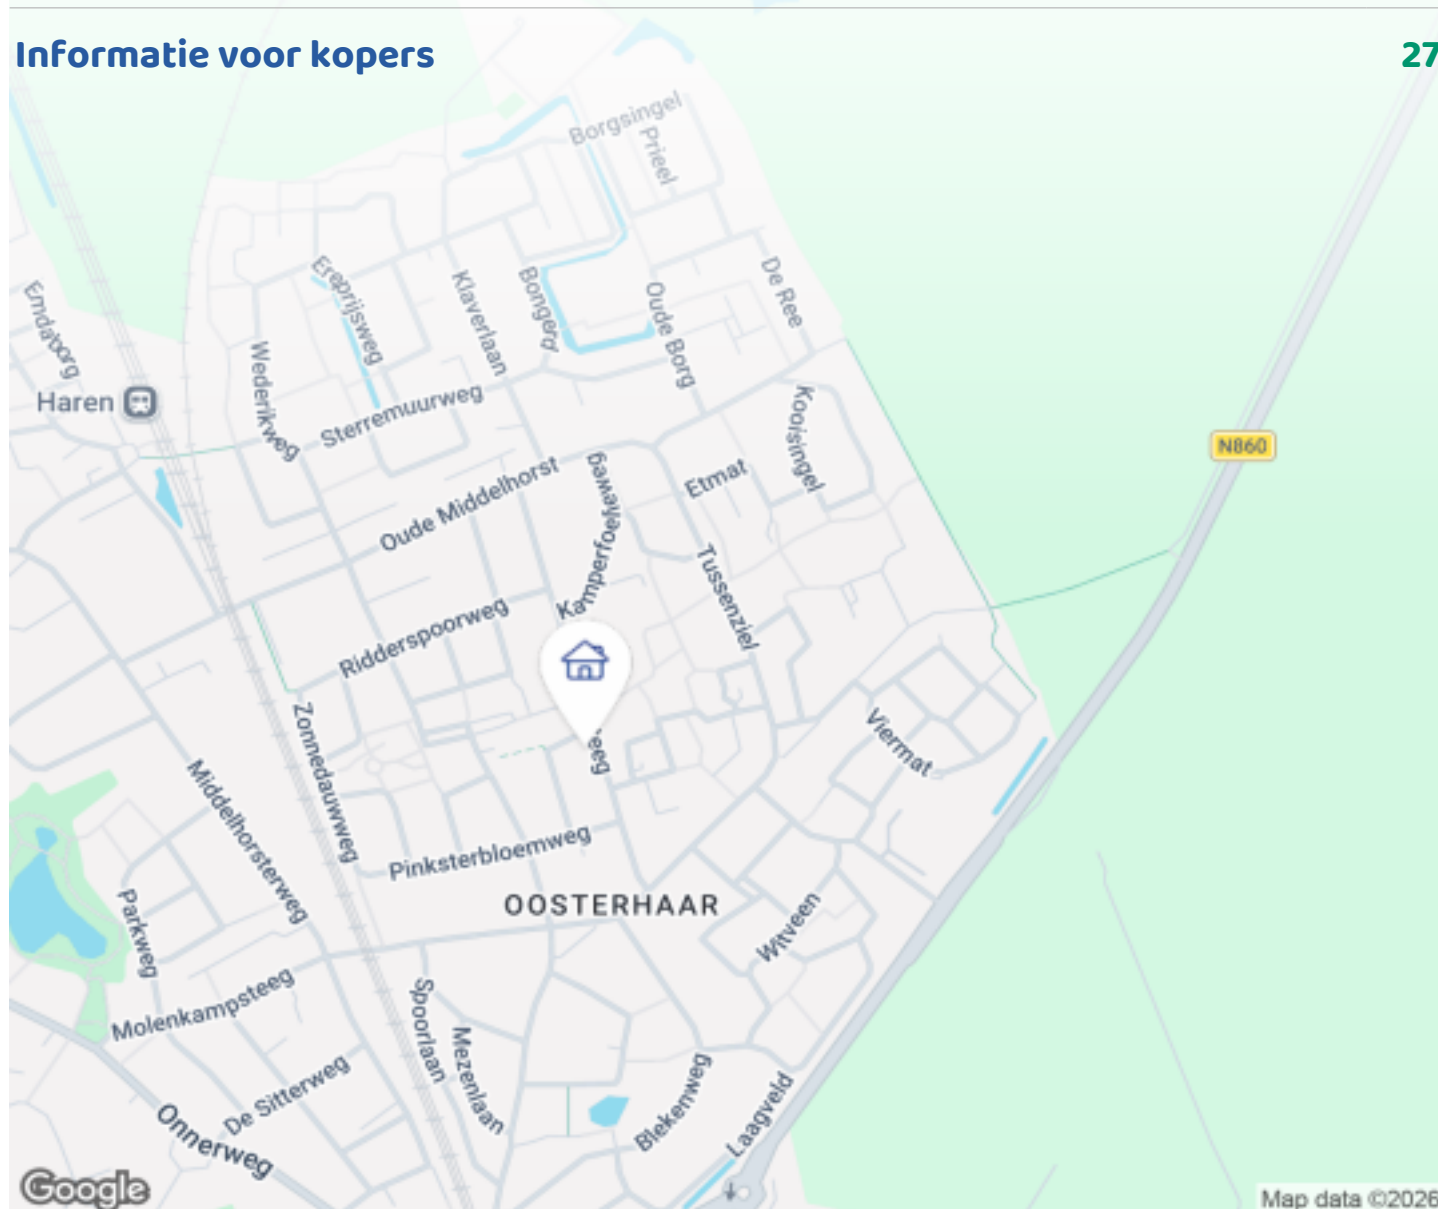 Informatie voor kopers
27
Borgsingel
Prieel
Ereprijsweg
Klaverlaan
Bongerd
Oude Borg
De Ree
Emdaborg
Wederikweg
Haren
Sterremuurweg
Kooisingel
N860
Oude Middelhorst
Kamperfoelieweg
Etmat
Tussenziel
Ridderspoorweg
Zonnedauwweg
eeg
Viermat
Middelhorsterweg
Pinksterbloemweg
Parkweg
OOSTERHAAR
Witveen
Molenkampsteeg
Spoorlaan
Mezenlaan
De Sitterweg
Blekenweg
Laagveld
Onnerweg
Google
Map data ©2026